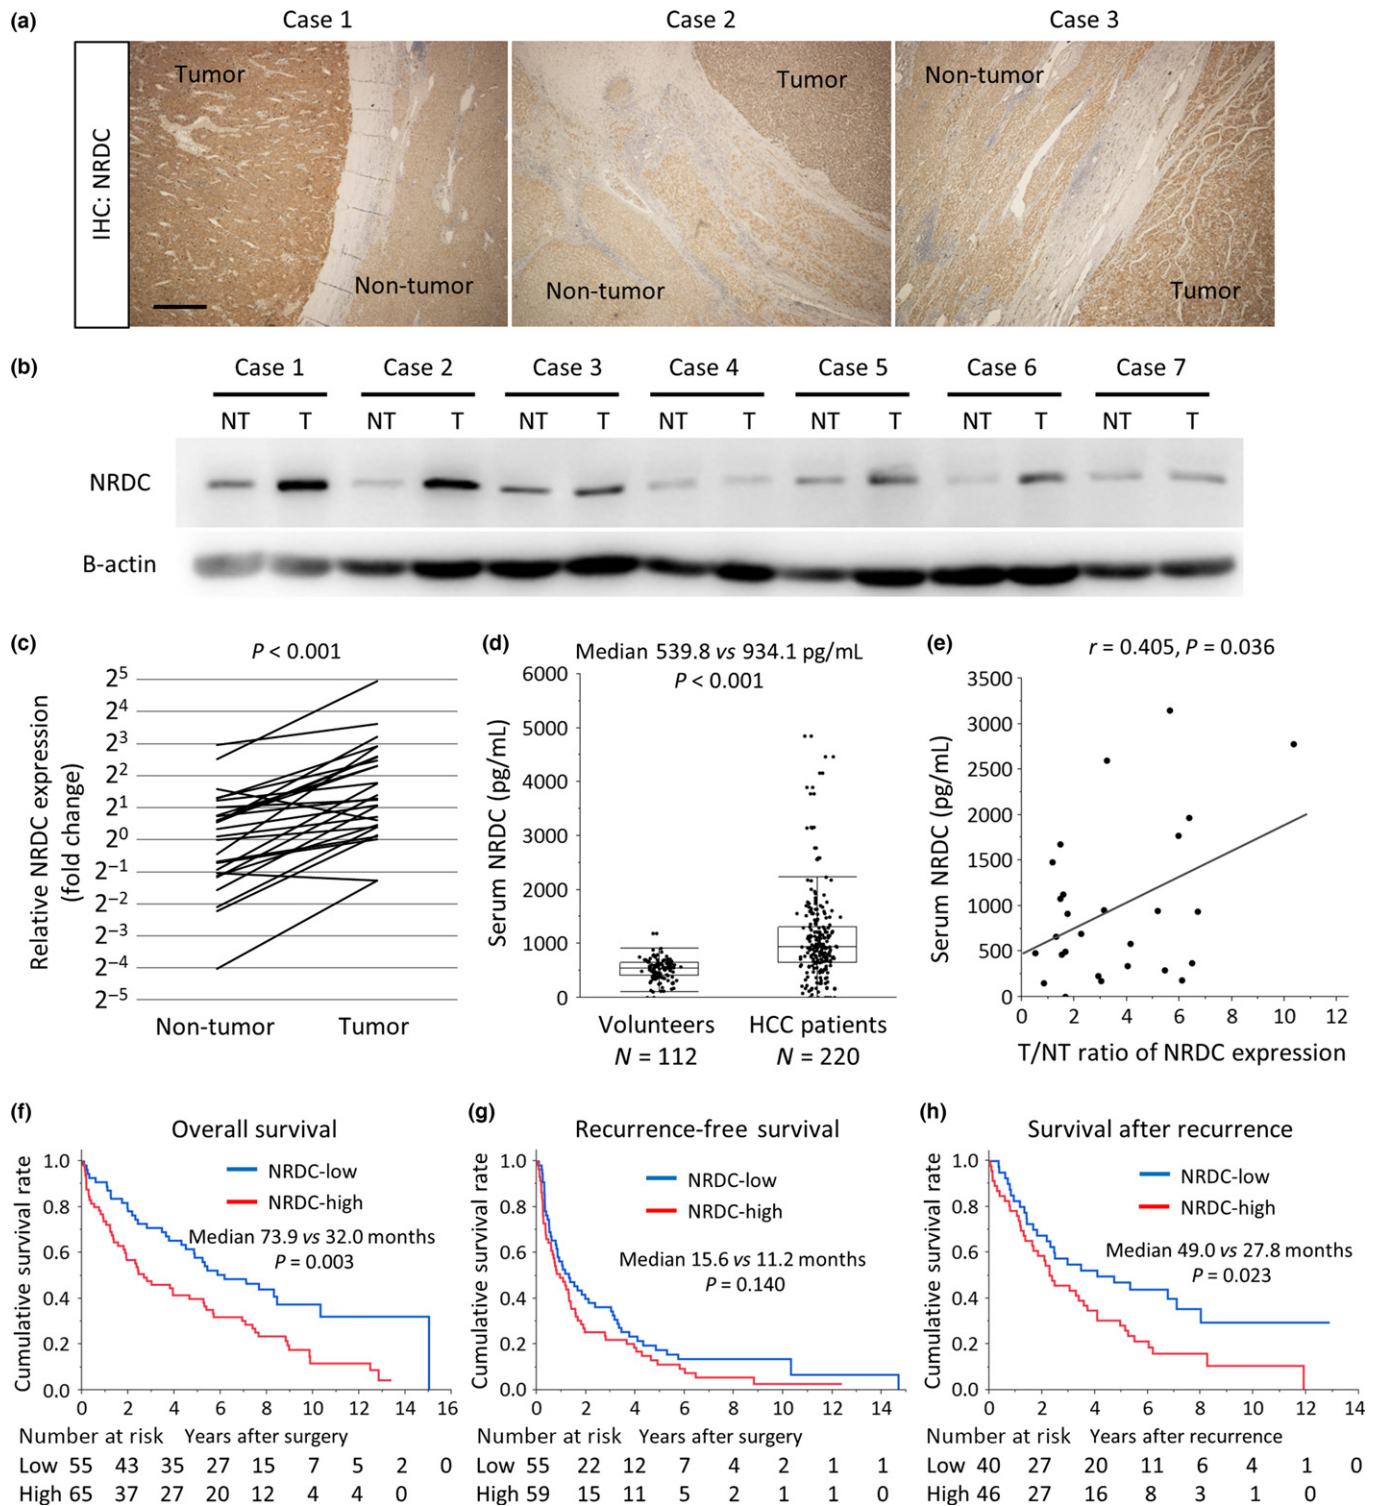 (a)
Case 1 Case 2 Case 3
IHC: NRDC
Tumor
Non-tumor
Tumor
Non-tumor
Non-tumor
Tumor
(b)
Case 1 Case 2 Case 3 Case 4 Case 5 Case 6 Case 7
NT T NT T NT T NT T NT T NT T NT T
NRDC
B-actin
(c)
P < 0.001
Relative NRDC expression
(fold change)
2⁵
2⁴
2³
2²
2¹
2⁰
2⁻¹
2⁻²
2⁻³
2⁻⁴
2⁻⁵
Non-tumor Tumor
(d)
Median 539.8 vs 934.1 pg/mL
P < 0.001
Serum NRDC (pg/mL)
6000
5000
4000
3000
2000
1000
0
Volunteers HCC patients
N = 112 N = 220
(e)
r = 0.405, P = 0.036
Serum NRDC (pg/mL)
3500
3000
2500
2000
1500
1000
500
0
0 2 4 6 8 10 12
T/NT ratio of NRDC expression
(f)
Overall survival
Cumulative survival rate
1.0
0.8
0.6
0.4
0.2
0.0
NRDC-low
NRDC-high
Median 73.9 vs 32.0 months
P = 0.003
0 2 4 6 8 10 12 14 16
Number at risk Years after surgery
Low 55 43 35 27 15 7 5 2 0
High 65 37 27 20 12 4 4 0
(g)
Recurrence-free survival
Cumulative survival rate
1.0
0.8
0.6
0.4
0.2
0.0
NRDC-low
NRDC-high
Median 15.6 vs 11.2 months
P = 0.140
0 2 4 6 8 10 12 14
Number at risk Years after surgery
Low 55 22 12 7 4 2 1 1
High 59 15 11 5 2 1 1 0
(h)
Survival after recurrence
Cumulative survival rate
1.0
0.8
0.6
0.4
0.2
0.0
NRDC-low
NRDC-high
Median 49.0 vs 27.8 months
P = 0.023
0 2 4 6 8 10 12 14
Number at risk Years after recurrence
Low 40 27 20 11 6 4 1 0
High 46 27 16 8 3 1 0